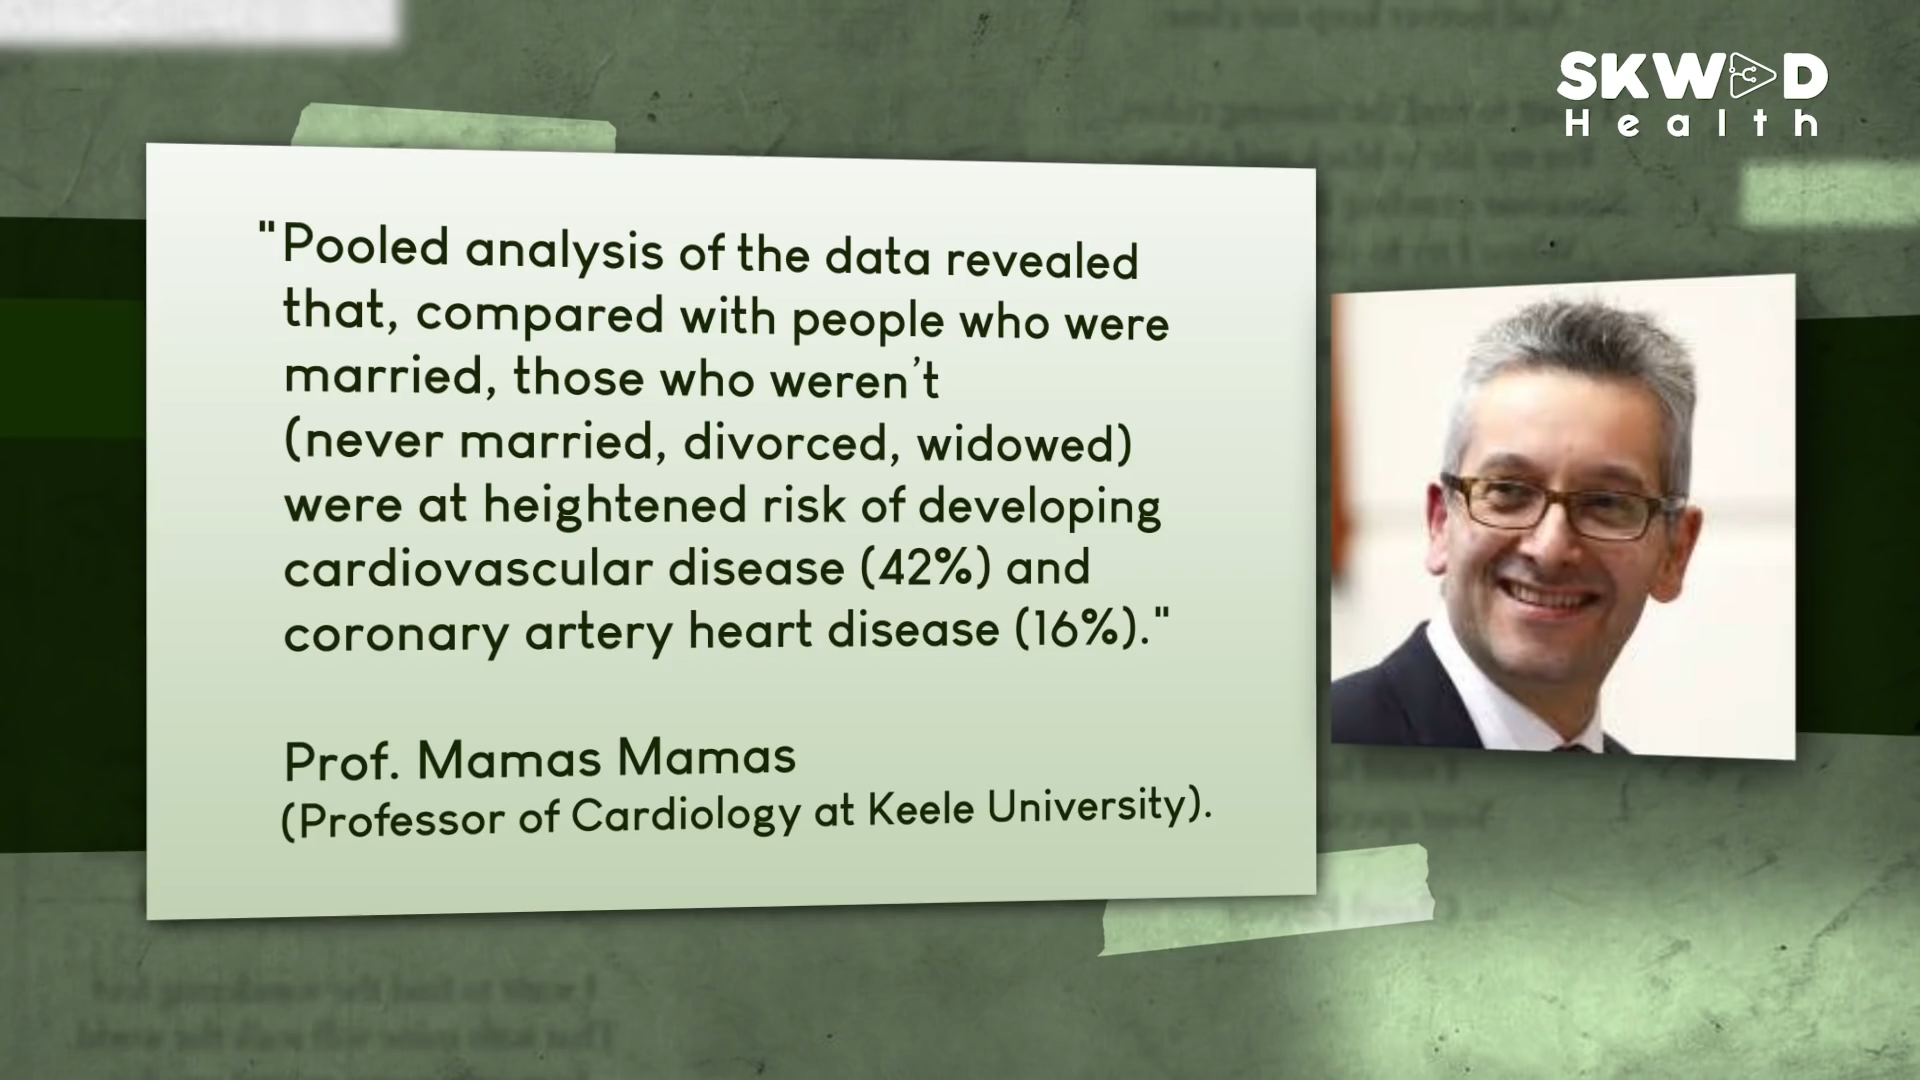 SKWAD
Health
"Pooled analysis of the data revealed
that, compared with people who were
married, those who weren't
(never married, divorced, widowed)
were at heightened risk of developing
cardiovascular disease (42%) and
coronary artery heart disease (16%)."
Prof. Mamas Mamas
(Professor of Cardiology at Keele University).